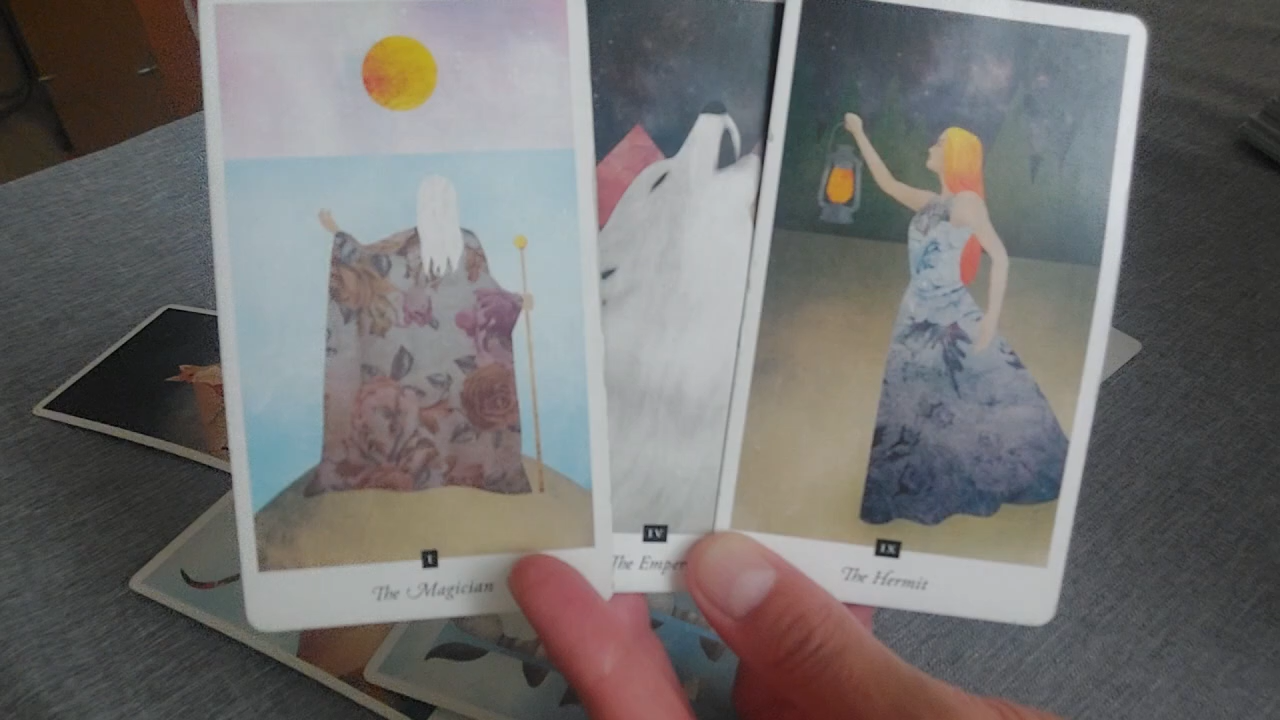 I
The Magician
IV
The Emper
IX
The Hermit